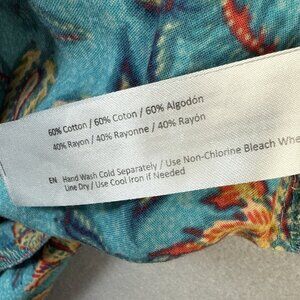 60% Cotton / 60% Coton / 60% Algodón
40% Rayon / 40% Rayonne / 40% Rayón
EN Hand Wash Cold Separately / Use Non-Chlorine Bleach Whe
Line Dry / Use Cool Iron if Needed